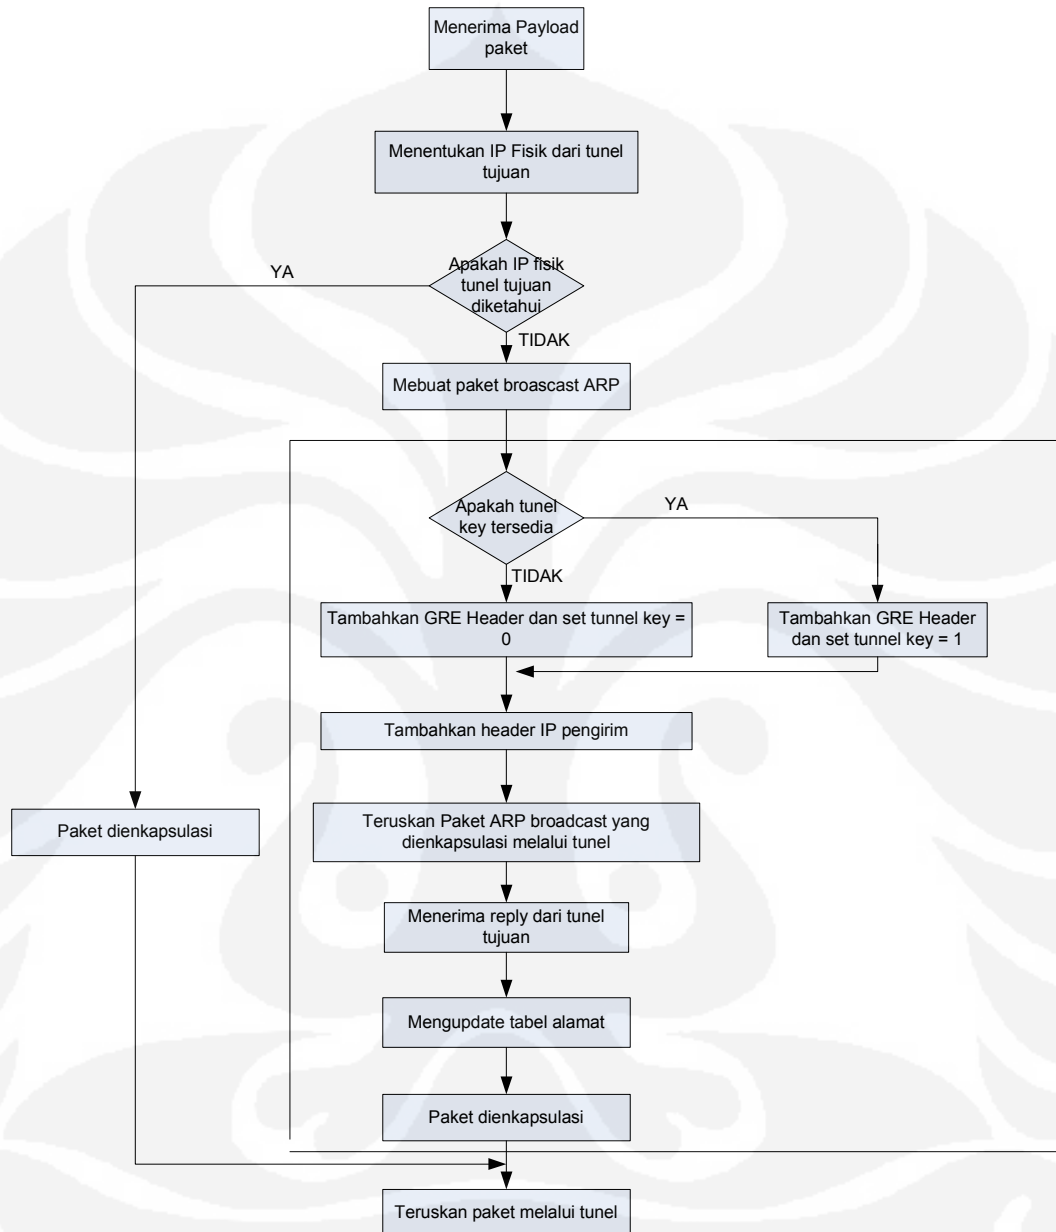 Menerima Payload
paket
Menentukan IP Fisik dari tunel
tujuan
Apakah IP fisik
tunel tujuan
diketahui
YA
TIDAK
Mebuat paket broascast ARP
Apakah tunel
key tersedia
YA
TIDAK
Tambahkan GRE Header dan set tunnel key =
0
Tambahkan GRE Header
dan set tunnel key = 1
Tambahkan header IP pengirim
Teruskan Paket ARP broadcast yang
dienkapsulasi melalui tunel
Paket dienkapsulasi
Menerima reply dari tunel
tujuan
Mengupdate tabel alamat
Paket dienkapsulasi
Teruskan paket melalui tunel